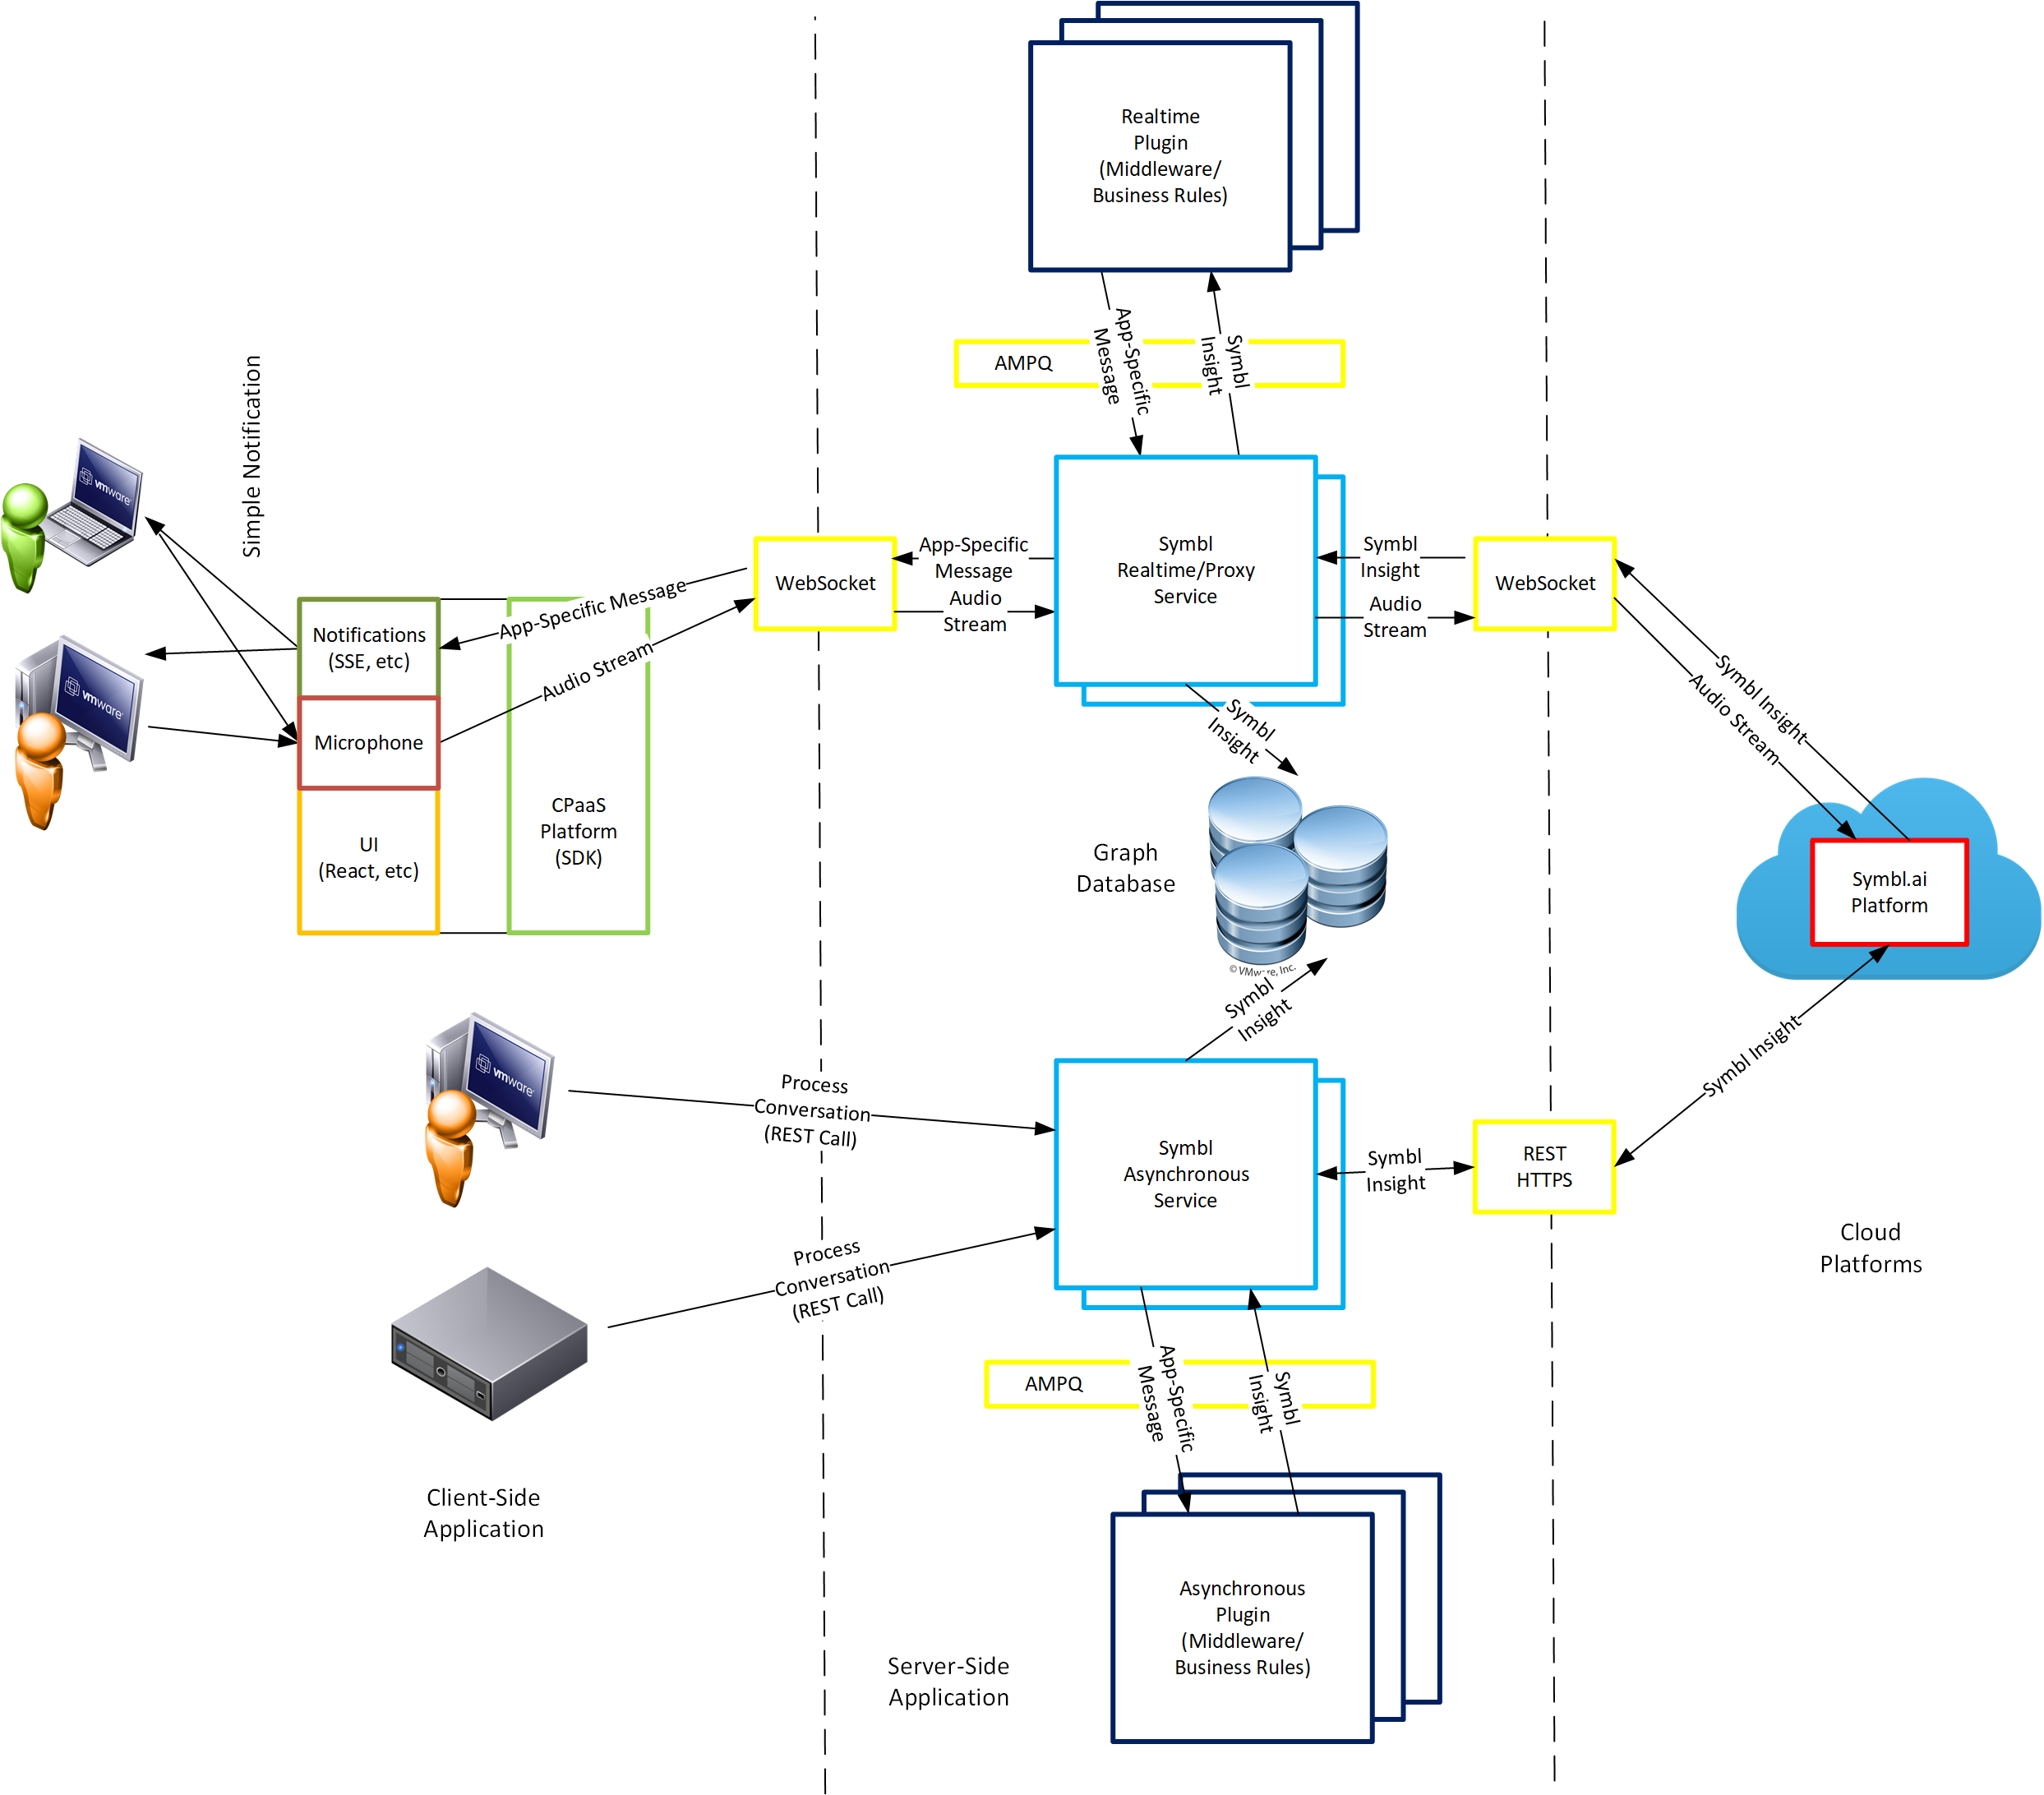 Realtime
Plugin
(Middleware/
Business Rules)
App-Specific
Message
Symbl
Insight
AMPQ
Simple Notification
vmware
vmware
Notifications
(SSE, etc)
Microphone
UI
(React, etc)
CPaaS
Platform
(SDK)
App-Specific Message
Audio Stream
WebSocket
App-Specific
Message
Audio
Stream
Symbl
Realtime/Proxy
Service
Symbl
Insight
Audio
Stream
WebSocket
Symbl Insight
Audio Stream
Symbl
Insight
Graph
Database
© VMware, Inc.
Symbl.ai
Platform
Symbl
Insight
Symbl Insight
vmware
Process
Conversation
(REST Call)
Process
Conversation
(REST Call)
Symbl
Asynchronous
Service
Symbl
Insight
REST
HTTPS
Cloud
Platforms
AMPQ
App-Specific
Message
Symbl
Insight
Client-Side
Application
Asynchronous
Plugin
(Middleware/
Business Rules)
Server-Side
Application